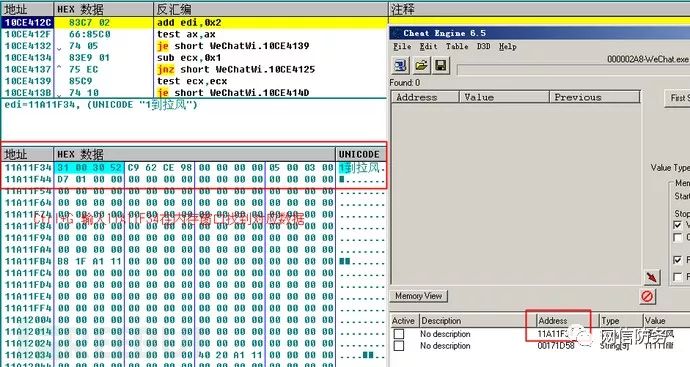 地址 HEX 数据 反汇编 注释
10CE412C 83C7 02 add edi,0x2
10CE412F 66:85C0 test ax,ax
10CE4132 74 05 je short WeChatWi.10CE4139
10CE4134 83E9 01 sub ecx,0x1
10CE4137 75 EC jnz short WeChatWi.10CE4125
10CE4139 85C9 test ecx,ecx
10CE413B 74 10 je short WeChatWi.10CE414D
edi=11A11F34, (UNICODE "1到拉风")
地址 HEX 数据 UNICODE
11A11F34 31 00 30 52 C9 62 CE 98 00 00 00 00 05 00 03 00 1到拉风.
11A11F44 D7 01 00 00 00 00 00 00 00 00 00 00 00 00 00 00
11A11F54 00 00 00 00 00 00 00 00 00 00 00 00 00 00 00 00
11A11F64 00 00 00 00 00 00 00 00 00 00 00 00 00 00 00 00
11A11F74 00 00 00 00 00 00 00 00 00 00 00 00 00 00 00 00
Ctrl+G 输入11A11F34在内存窗口找到对应数据
11A11F84 00 00 00 00 00 00 00 00 00 00 00 00 00 00 00 00
11A11F94 00 00 00 00 00 00 00 00 00 00 00 00 00 00 00 00
11A11FA4 00 00 00 00 00 00 00 00 00 00 00 00 00 00 00 00
11A11FB4 B8 1F A1 11 00 00 00 00 00 00 00 00 00 00 00 00
11A11FC4 00 00 00 00 00 00 00 00 00 00 00 00 00 00 00 00
11A11FD4 00 00 00 00 00 00 00 00 00 00 00 00 00 00 00 00
11A11FE4 00 00 00 00 00 00 00 00 00 00 00 00 00 00 00 00
11A11FF4 00 00 00 00 00 00 00 00 00 00 00 00 00 00 00 00
11A12004 00 00 00 00 00 00 00 00 00 00 00 00 00 00 00 00
11A12014 00 00 00 00 00 00 00 00 00 00 00 00 00 00 00 00
11A12024 00 00 00 00 00 00 00 00 00 00 00 00 00 00 00 00
11A12034 00 00 00 00 00 00 00 00 40 20 A1 11 00 00 00 00
Cheat Engine 6.5
File Edit Table D3D Help
000002A8-WeChat.exe
Found: 0
Address Value Previous
First S
Value Type
Mem
Start
Stop
Memory View
Active Description Address Type Value
No description 11A11F3
No description 00171D58 String[5]
网信防务